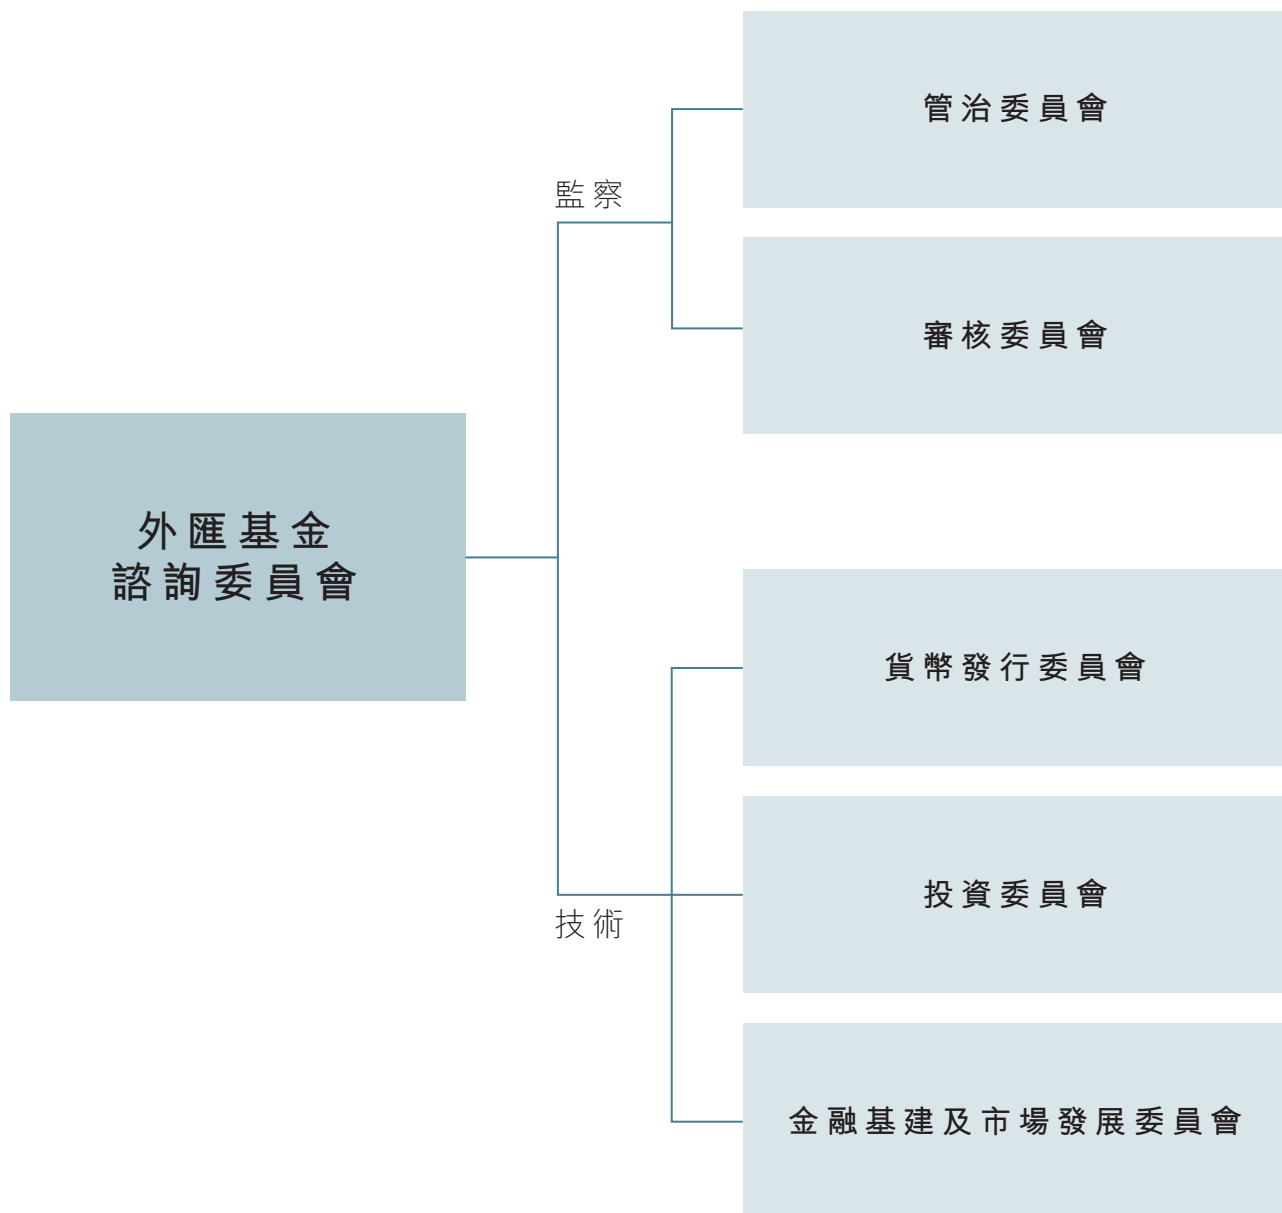 管治委員會
監察
審核委員會
外匯基金
諮詢委員會
貨幣發行委員會
投資委員會
技術
金融基建及市場發展委員會